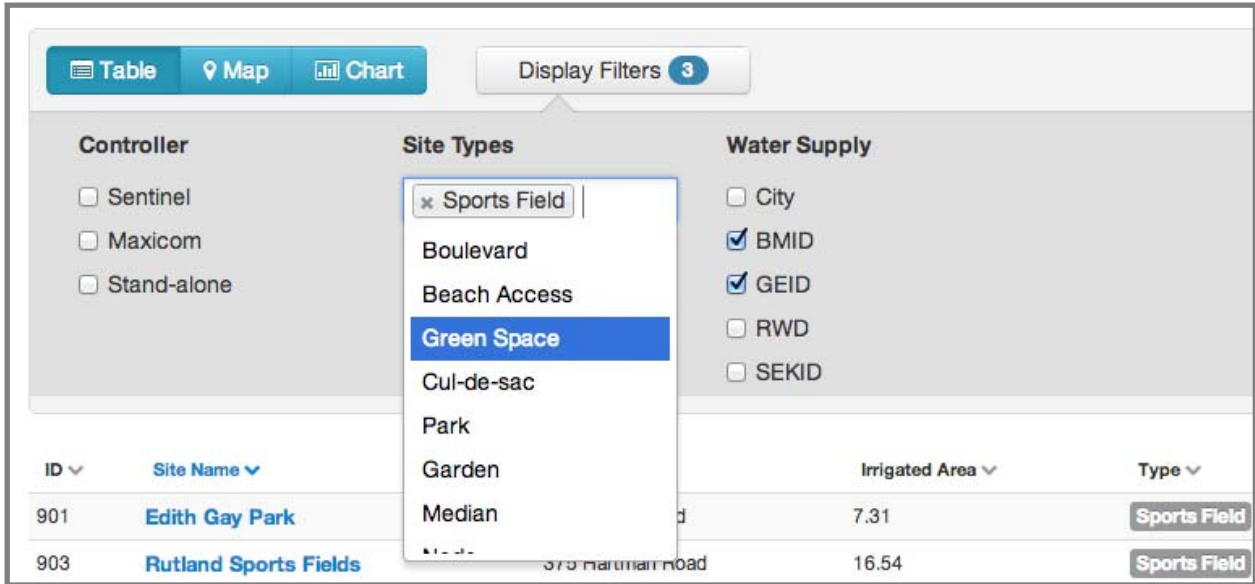 Table Map Chart Display Filters 3
Controller Site Types Water Supply
Sentinel × Sports Field City
Maxicom Boulevard BMID
Stand-alone Beach Access GEID
Green Space RWD
Cul-de-sac SEKID
Park
Garden
Median
ID Site Name Irrigated Area Type
901 Edith Gay Park 7.31 Sports Field
903 Rutland Sports Fields 375 Hartman Road 16.54 Sports Field